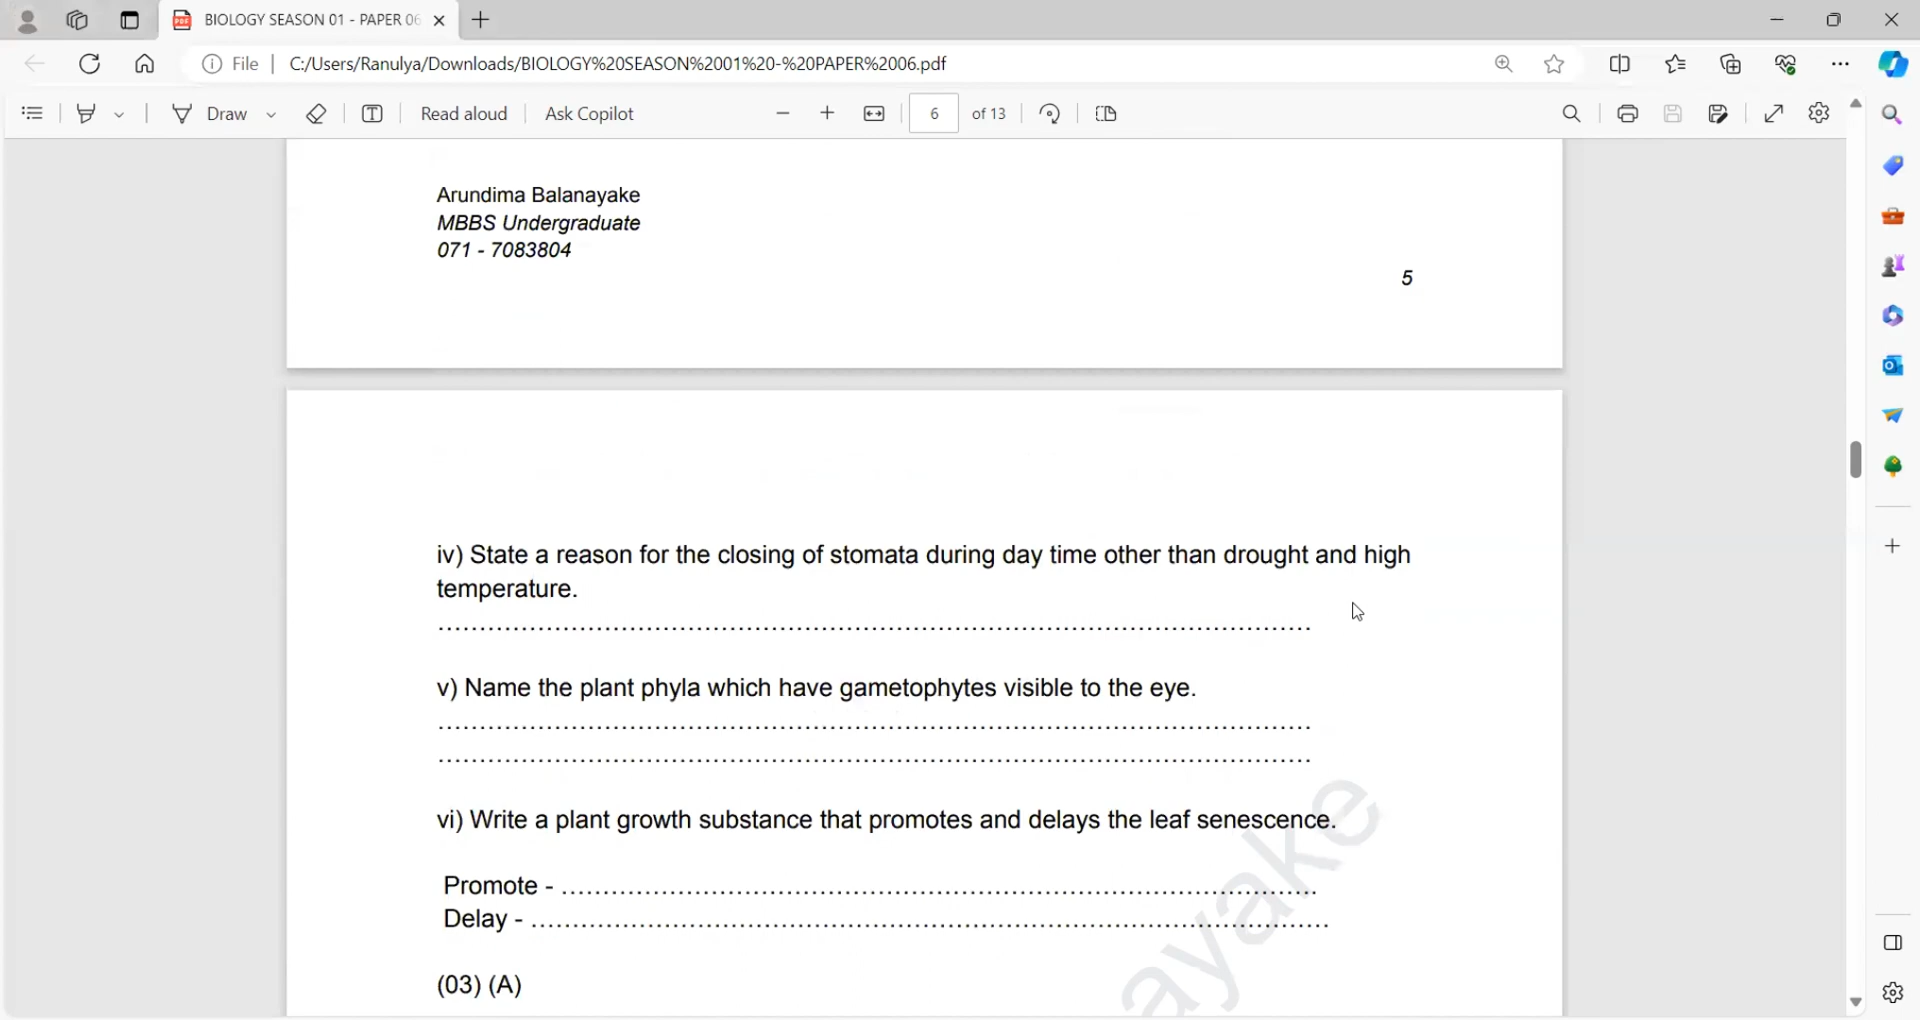 BIOLOGY SEASON 01 - PAPER 06
File
C:/Users/Ranulya/Downloads/BIOLOGY%20SEASON%2001%20-%20PAPER%2006.pdf
Draw
Read aloud
Ask Copilot
6 of 13
Arundima Balanayake
MBBS Undergraduate
071 - 7083804
5
iv) State a reason for the closing of stomata during day time other than drought and high
temperature.
........................................................................................................
v) Name the plant phyla which have gametophytes visible to the eye.
........................................................................................................
........................................................................................................
vi) Write a plant growth substance that promotes and delays the leaf senescence.
Promote - ..........................................................................................
Delay - ...............................................................................................
(03) (A)
ayake